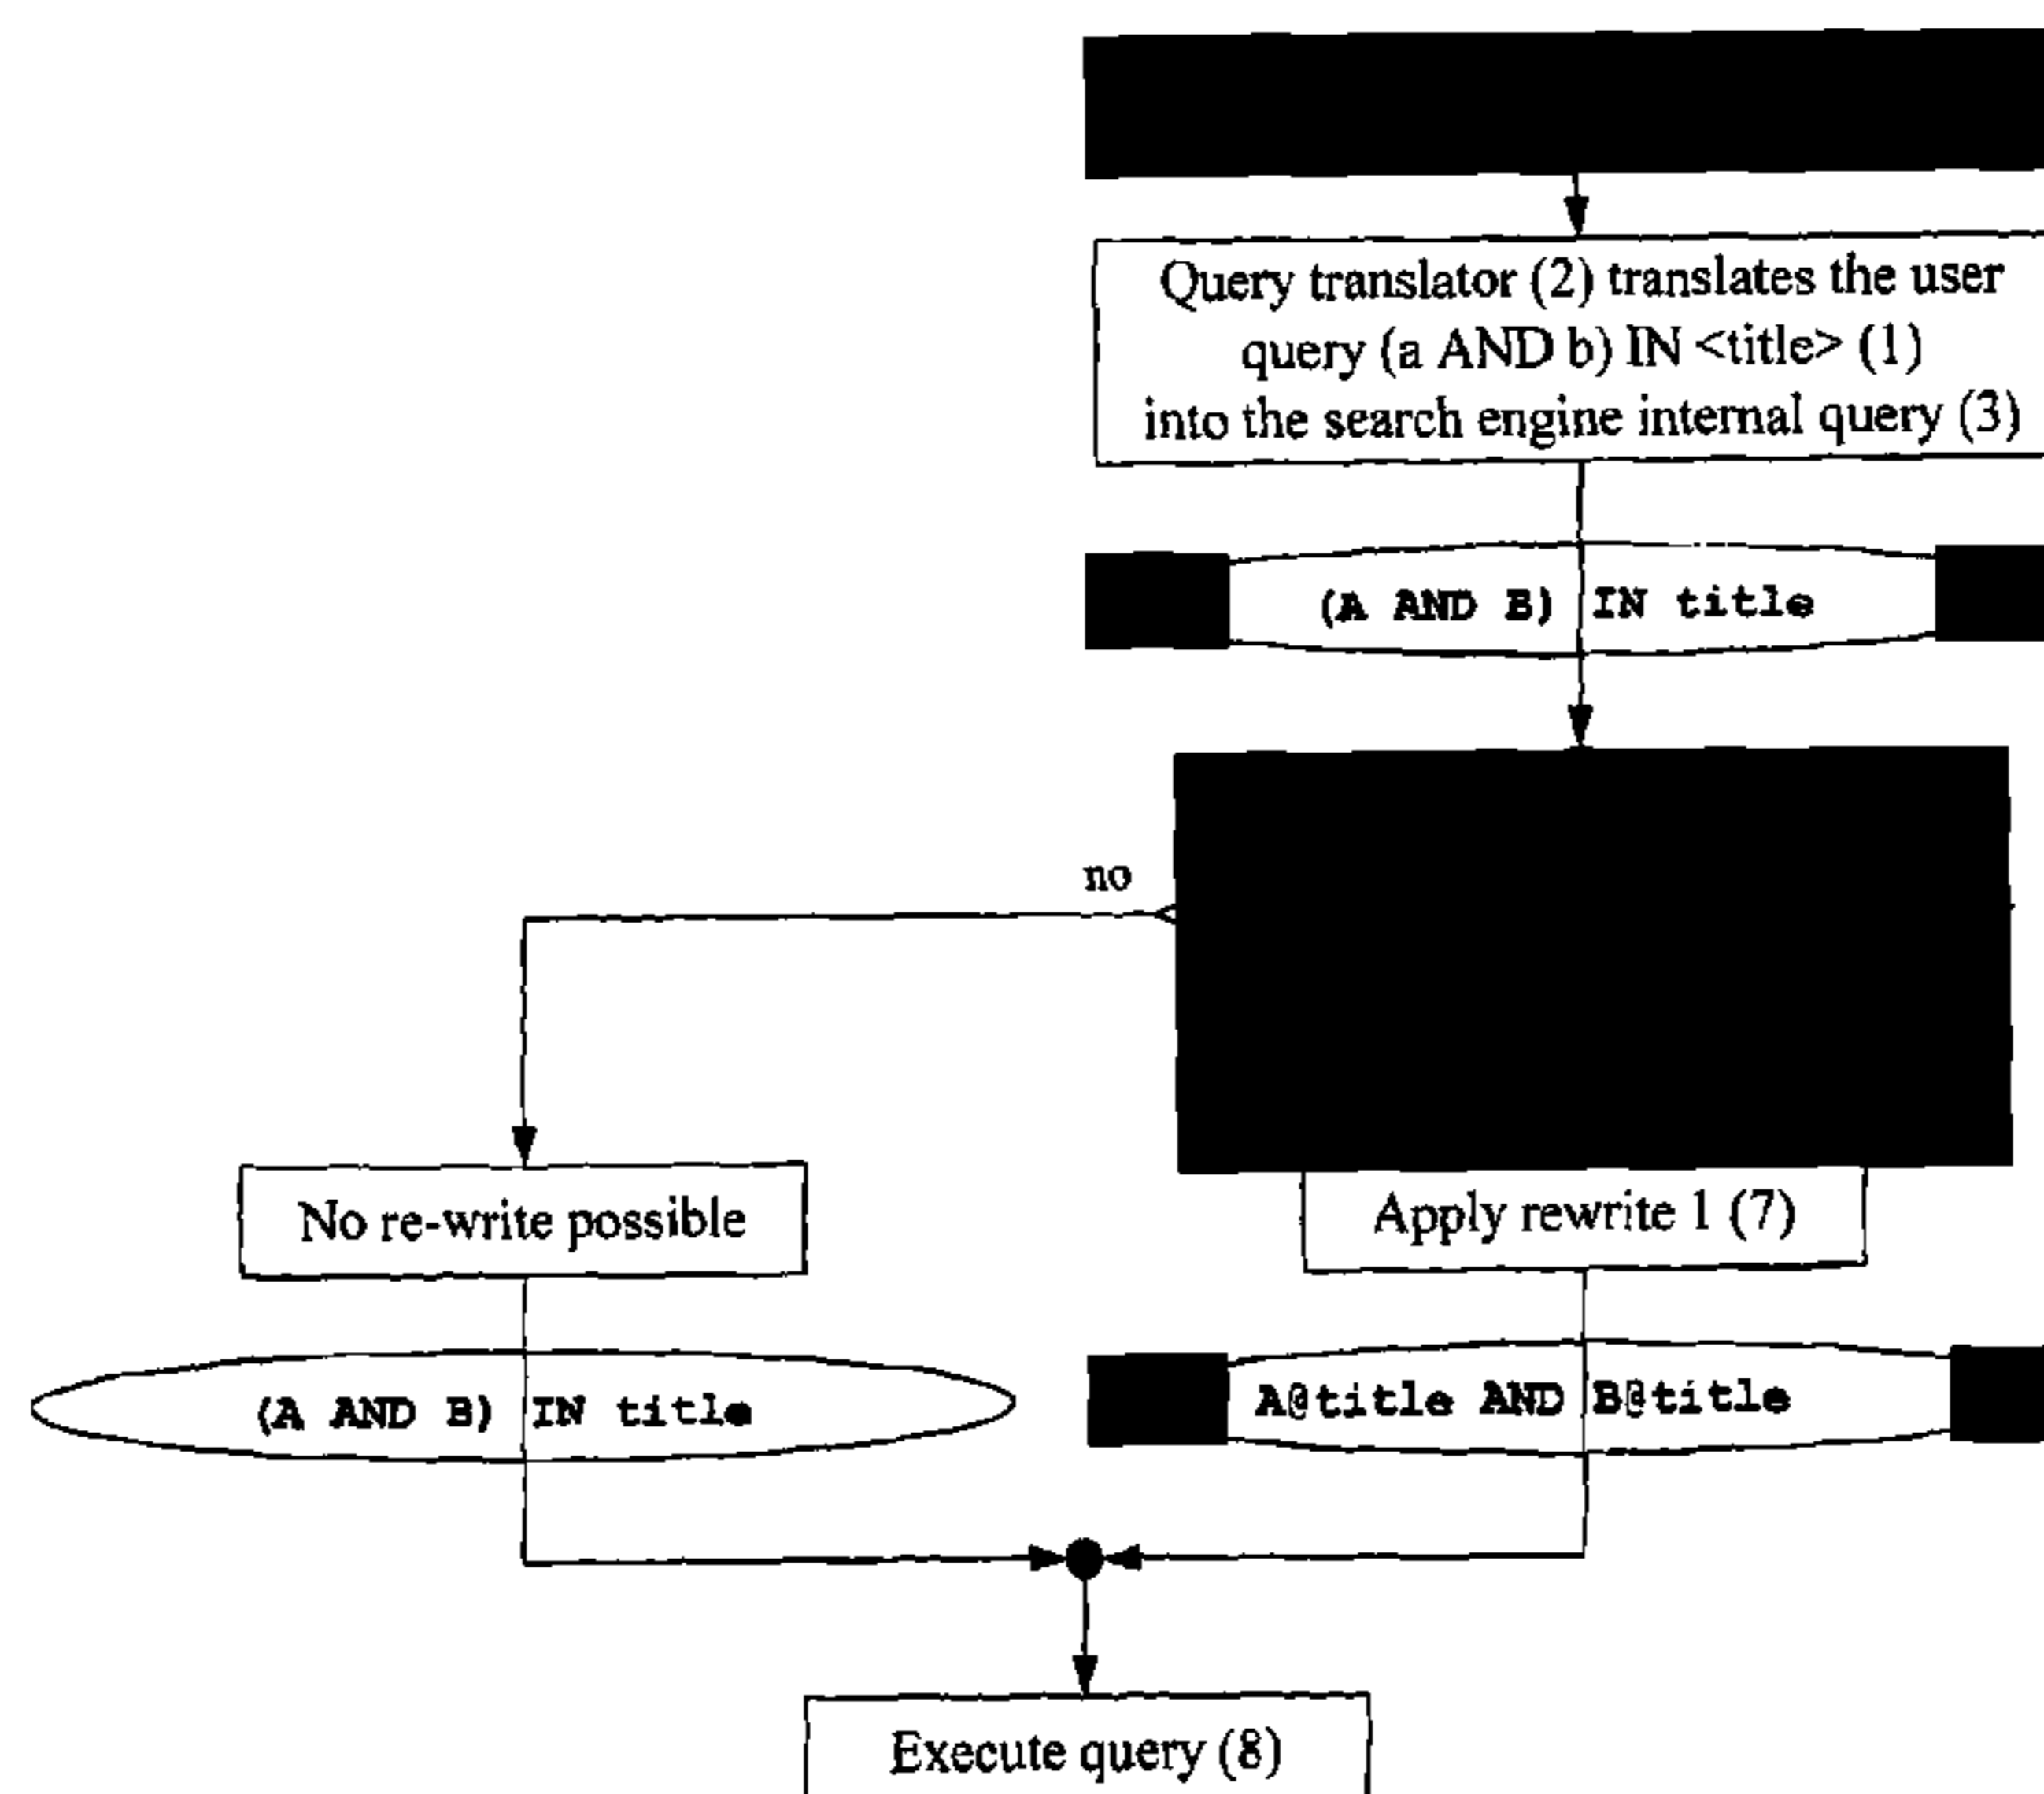 Query translator (2) translates the user
query (a AND b) IN <title> (1)
into the search engine internal query (3)
(A AND B) IN title
no
No re-write possible
Apply rewrite 1 (7)
(A AND B) IN title
A@title AND B@title
Execute query (8)